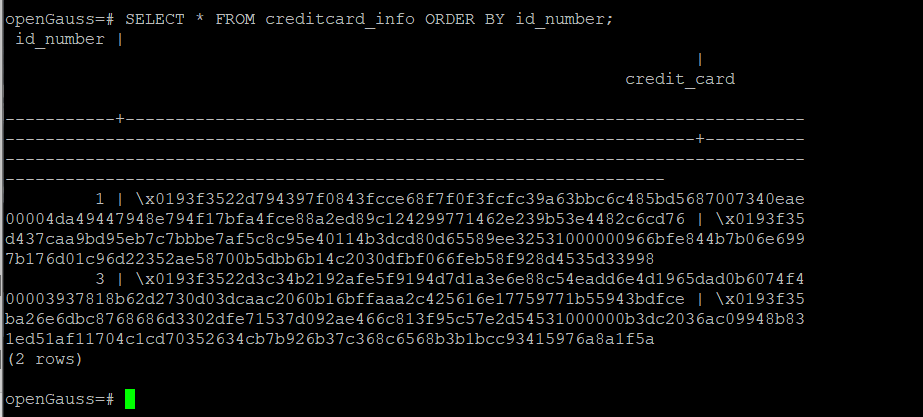 openGauss=# SELECT * FROM creditcard_info ORDER BY id_number;
id_number |
|
credit_card
-----------+--------------------------------------------------------------------
---------------------------------------------------------------------+----------
--------------------------------------------------------------------------------
------------------------------------------------------------------
1 | \x0193f3522d794397f0843fcce68f7f0f3fcfc39a63bbc6c485bd5687007340eae
00004da49447948e794f17bfa4fce88a2ed89c124299771462e239b53e4482c6cd76 | \x0193f35
d437caa9bd95eb7c7bbbe7af5c8c95e40114b3dcd80d65589ee32531000000966bfe844b7b06e699
7b176d01c96d22352ae58700b5dbb6b14c2030dfbf066feb58f928d4535d33998
3 | \x0193f3522d3c34b2192afe5f9194d7d1a3e6e88c54eadd6e4d1965dad0b6074f4
00003937818b62d2730d03dcaac2060b16bffaaa2c425616e17759771b55943bdfce | \x0193f35
ba26e6dbc8768686d3302dfe71537d092ae466c813f95c57e2d54531000000b3dc2036ac09948b83
1ed51af11704c1cd70352634cb7b926b37c368c6568b3b1bcc93415976a8a1f5a
(2 rows)
openGauss=#